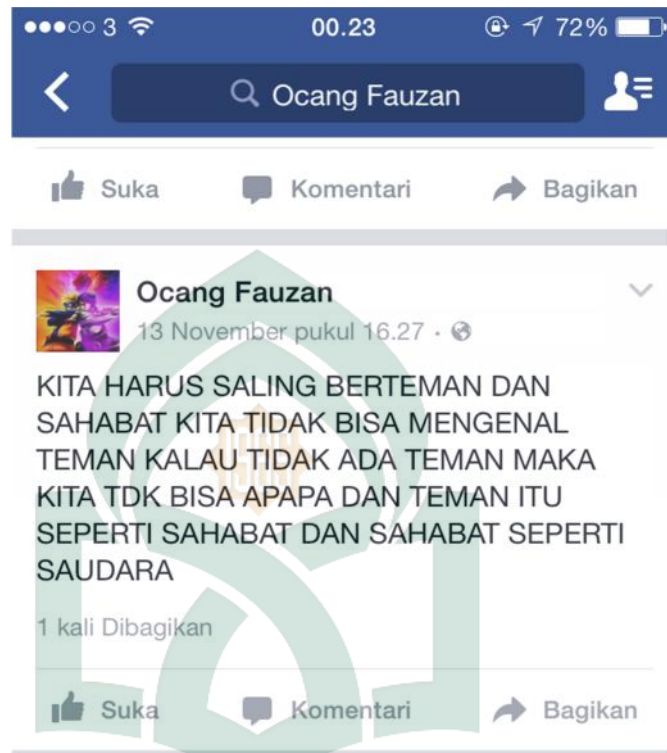 3 00.23 72%
Ocang Fauzan
Suka Komentari Bagikan
Ocang Fauzan
13 November pukul 16.27 ·
KITA HARUS SALING BERTEMAN DAN
SAHABAT KITA TIDAK BISA MENGENAL
TEMAN KALAU TIDAK ADA TEMAN MAKA
KITA TDK BISA APAPA DAN TEMAN ITU
SEPERTI SAHABAT DAN SAHABAT SEPERTI
SAUDARA
1 kali Dibagikan
Suka Komentari Bagikan